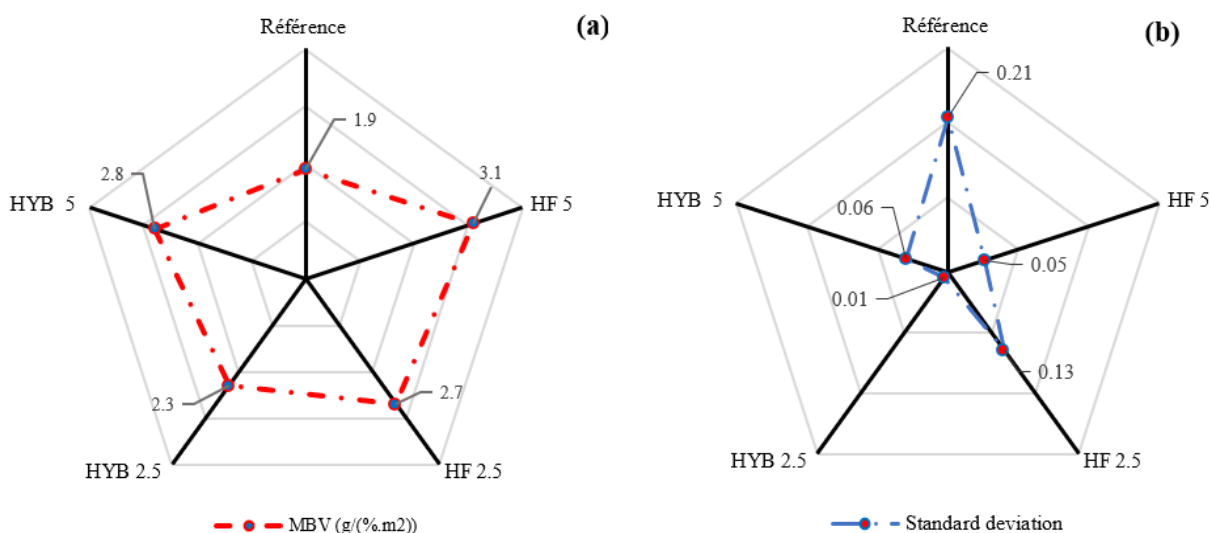 (a)
Référence
1.9
3.1
HF 5
2.8
HYB 5
2.3
2.7
HYB 2.5
HF 2.5
MBV (g/(%.m2))
(b)
Référence
0.21
HYB 5
HF 5
0.06
0.05
0.01
0.13
HYB 2.5
HF 2.5
Standard deviation